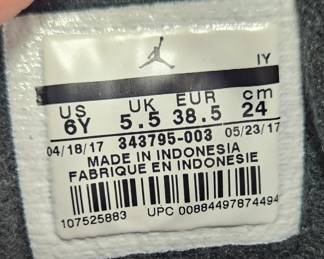 IY
US UK EUR cm
6Y 5.5 38.5 24
04/18/17 343795-003 05/23/17
MADE IN INDONESIA
FABRIQUE EN INDONESIE
107525883 UPC 00884497874494